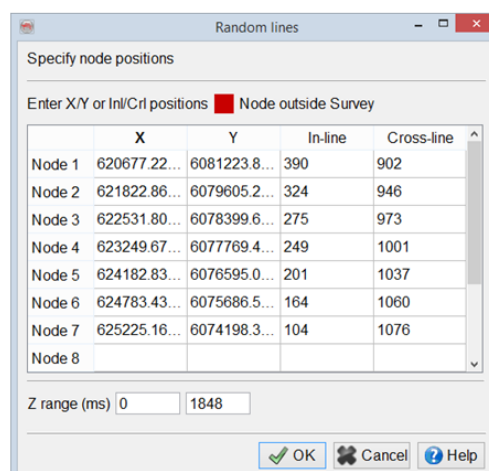 Random lines
Specify node positions
Enter X/Y or Inl/Crl positions Node outside Survey
X Y In-line Cross-line
Node 1 620677.22... 6081223.8... 390 902
Node 2 621822.86... 6079605.2... 324 946
Node 3 622531.80... 6078399.6... 275 973
Node 4 623249.67... 6077769.4... 249 1001
Node 5 624182.83... 6076595.0... 201 1037
Node 6 624783.43... 6075686.5... 164 1060
Node 7 625225.16... 6074198.3... 104 1076
Node 8
Z range (ms) 0 1848
OK Cancel Help